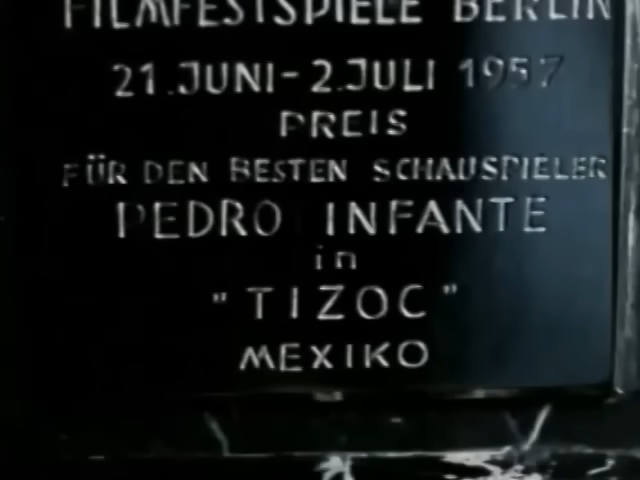 FILMFESTSPIELE BERLIN
21.JUNI-2.JULI 1957
PREIS
FÜR DEN BESTEN SCHAUSPIELER
PEDRO INFANTE
in
"TIZOC"
MEXIKO